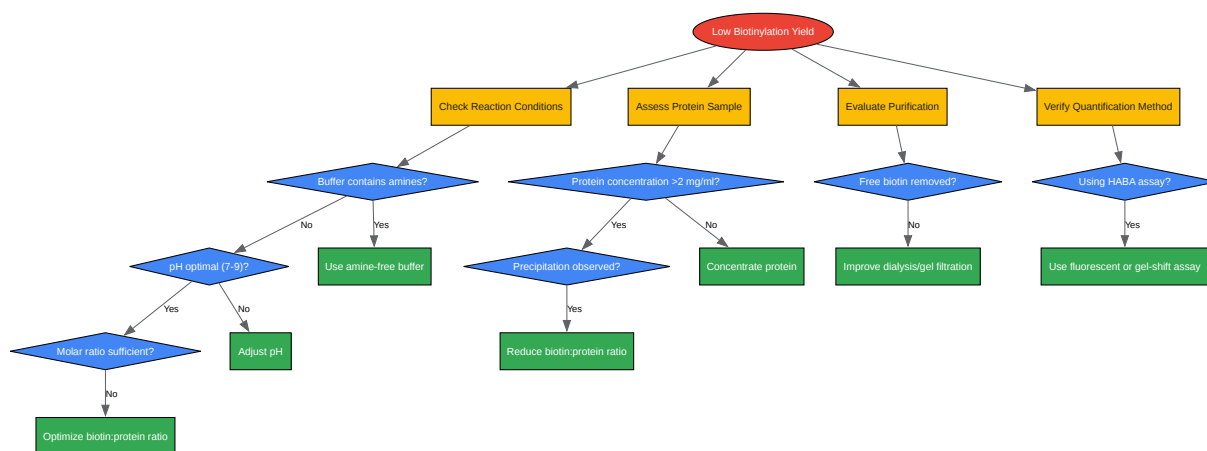 Low Biotinylation Yield
Check Reaction Conditions
Assess Protein Sample
Evaluate Purification
Verify Quantification Method
Buffer contains amines?
Protein concentration >2 mg/ml?
Free biotin removed?
Using HABA assay?
No
Yes
Yes
No
No
Yes
pH optimal (7-9)?
Use amine-free buffer
Precipitation observed?
Concentrate protein
Improve dialysis/gel filtration
Use fluorescent or gel-shift assay
Yes
No
Yes
Molar ratio sufficient?
Adjust pH
Reduce biotin:protein ratio
No
Optimize biotin:protein ratio